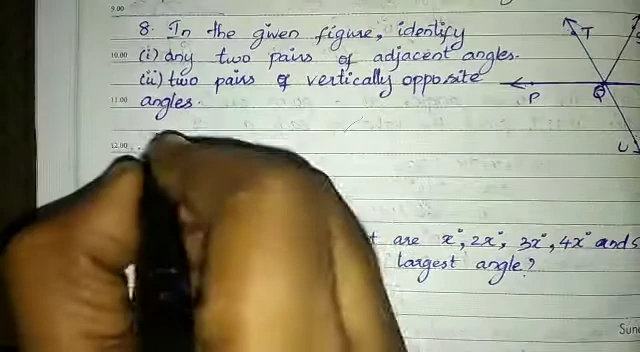 9.00
8. In the given figure, identify
10.00 (i) any two pairs of adjacent angles.
(ii) two pairs of vertically opposite
11.00 angles.
12.00
T
P
Q
U
are x°, 2x°, 3x°, 4x° and
largest angle?